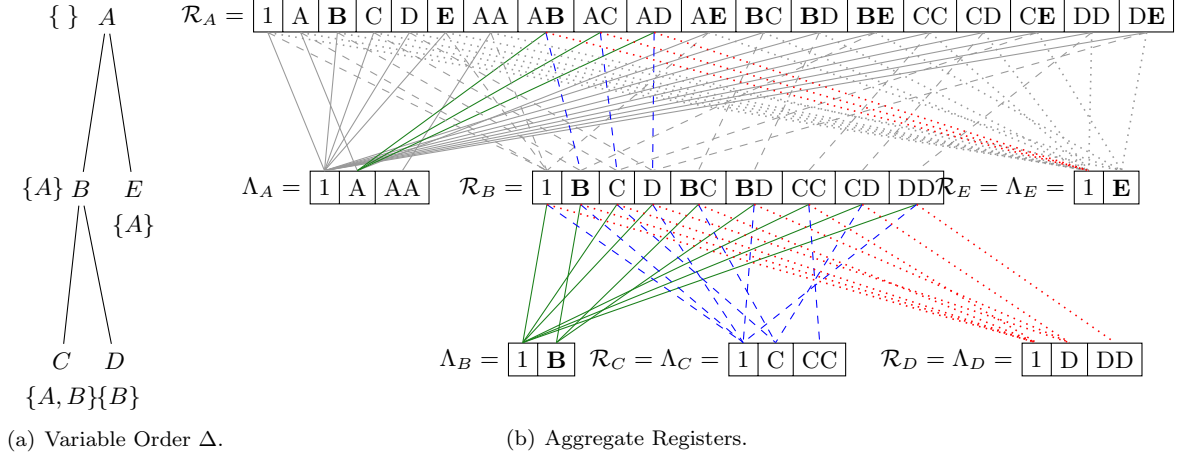 { } A
R_A = 1 A B C D E AA AB AC AD AE BC BD BE CC CD CE DD DE
{A} B E
{A}
Λ_A = 1 A AA
R_B = 1 B C D BC BD CC CD DD
R_E = Λ_E = 1 E
C D
{A, B}{B}
Λ_B = 1 B
R_C = Λ_C = 1 C CC
R_D = Λ_D = 1 D DD
(a) Variable Order Δ.
(b) Aggregate Registers.